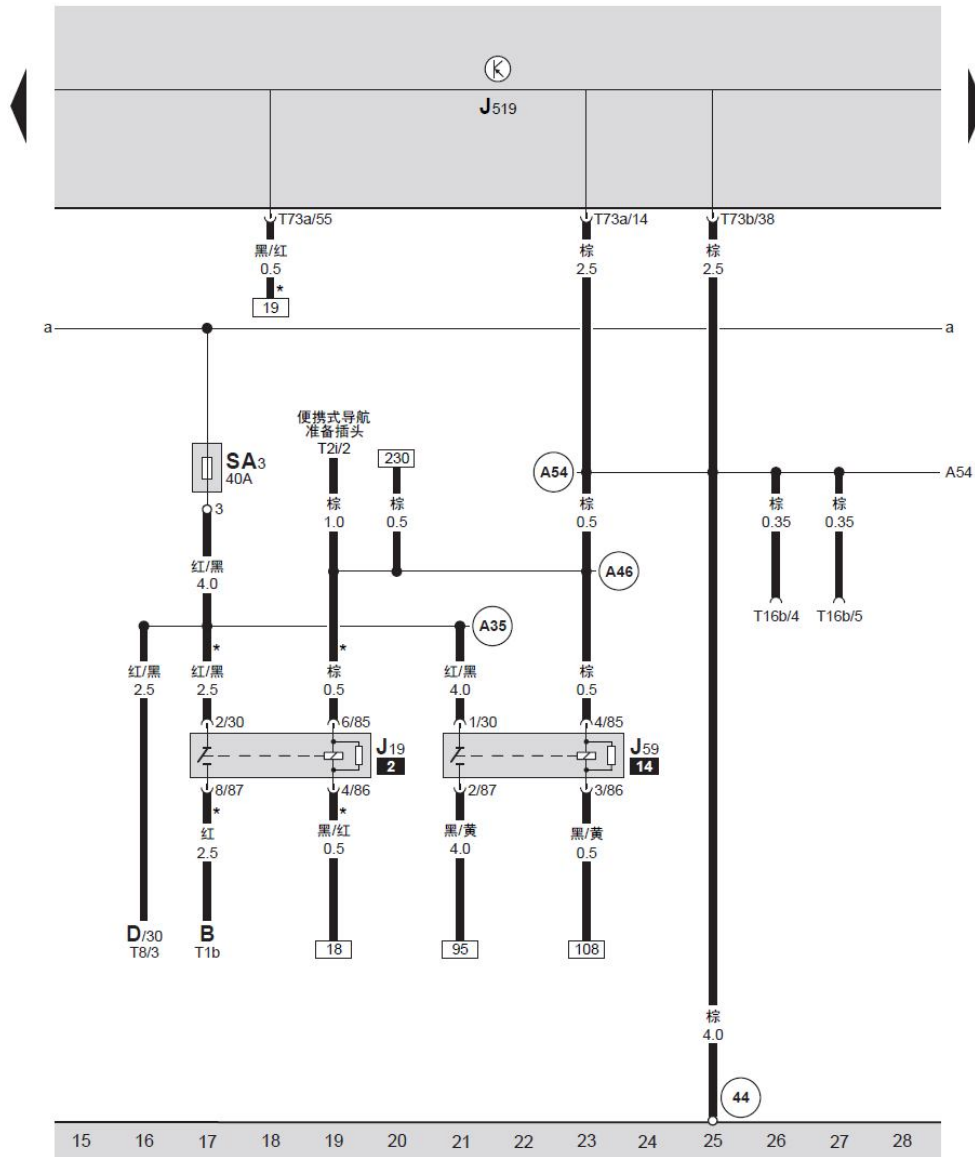 J519
T73a/55
T73a/14
T73b/38
黑/红
0.5
*
19
棕
2.5
棕
2.5
a
a
SA3
40A
3
便携式导航
准备插头
T2i/2
230
A54
A54
棕
1.0
棕
0.5
棕
0.5
棕
0.35
棕
0.35
A46
T16b/4
T16b/5
红/黑
4.0
A35
*
*
红/黑
2.5
红/黑
2.5
棕
0.5
红/黑
4.0
棕
0.5
2/30
6/85
1/30
4/85
J19
2
J59
14
8/87
4/86
2/87
3/86
*
*
红
2.5
黑/红
0.5
黑/黄
4.0
黑/黄
0.5
D/30
T8/3
B
T1b
18
95
108
棕
4.0
44
15 16 17 18 19 20 21 22 23 24 25 26 27 28